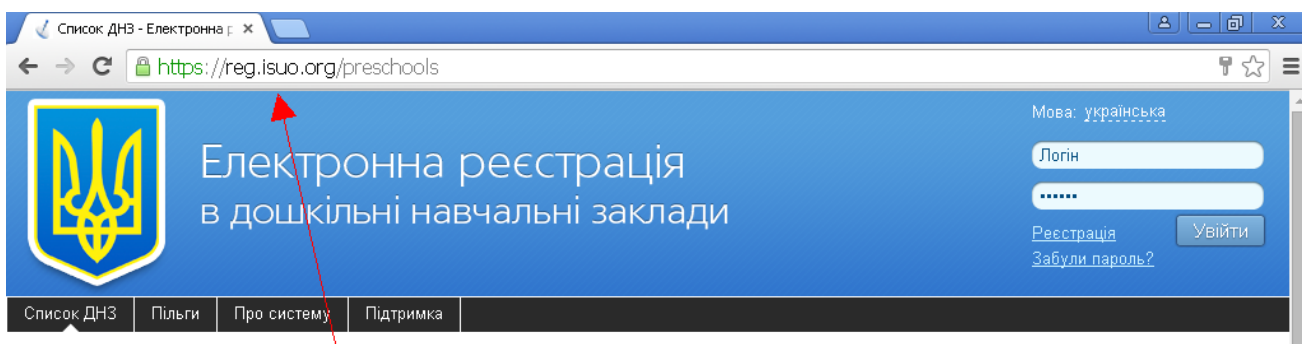 Список ДНЗ - Електронна р
https://reg.isuo.org/preschools
Мова: українська
Електронна реєстрація
в дошкільні навчальні заклади
Логін
••••••
Реєстрація
Увійти
Забули пароль?
Список ДНЗ
Пільги
Про систему
Підтримка